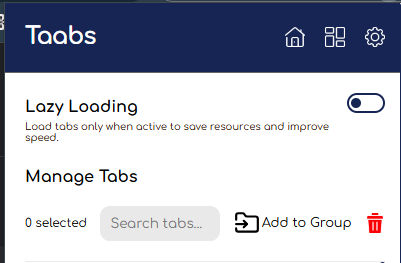 Taabs
Lazy Loading
Load tabs only when active to save resources and improve
speed.
Manage Tabs
0 selected
Search tabs...
Add to Group